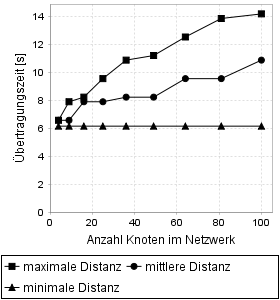 14
12
10
8
6
4
2
0
Übertragungszeit [s]
0 20 40 60 80 100
Anzahl Knoten im Netzwerk
maximale Distanz mittlere Distanz
minimale Distanz